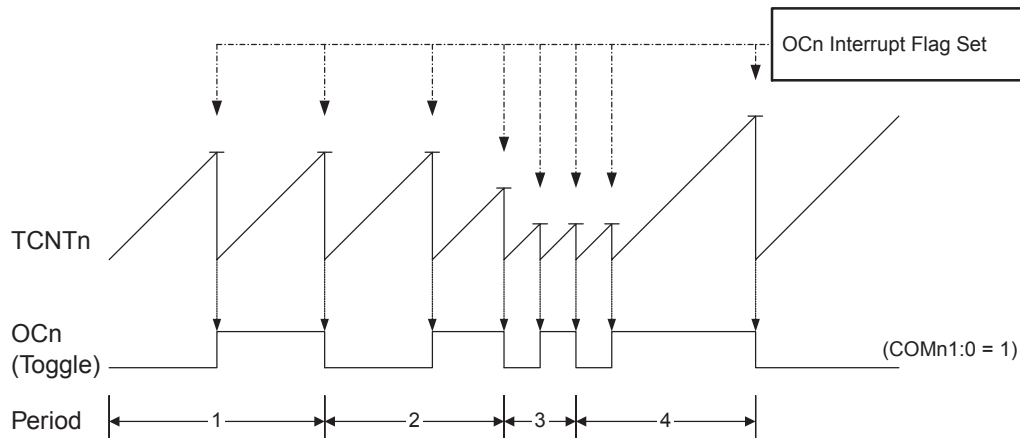 OCn Interrupt Flag Set
TCNTn
OCn
(Toggle)
(COMn1:0 = 1)
Period
1
2
3
4